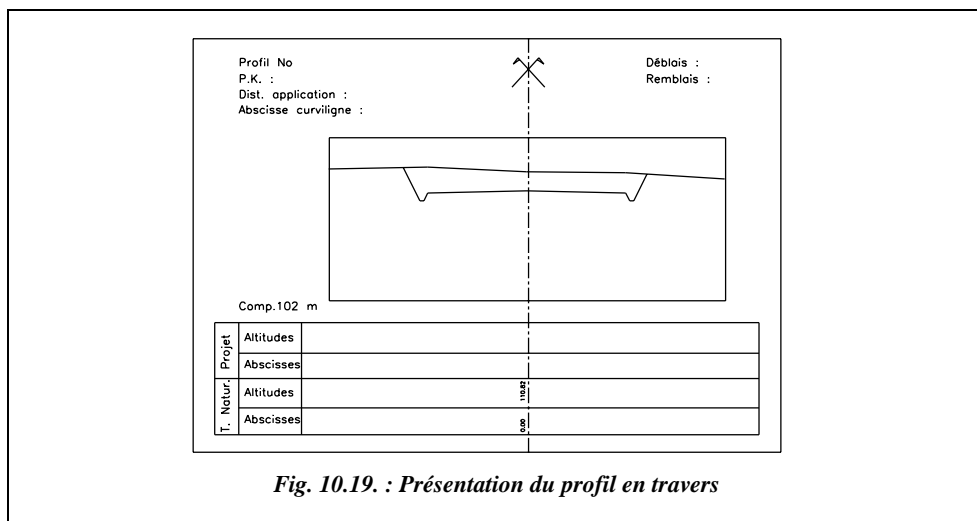 Profil No
P.K. :
Dist. application :
Abscisse curviligne :
Déblais :
Remblais :
Comp.102 m
Projet
Altitudes
Abscisses
T. Natur.
Altitudes
110.82
Abscisses
0.00
Fig. 10.19. : Présentation du profil en travers